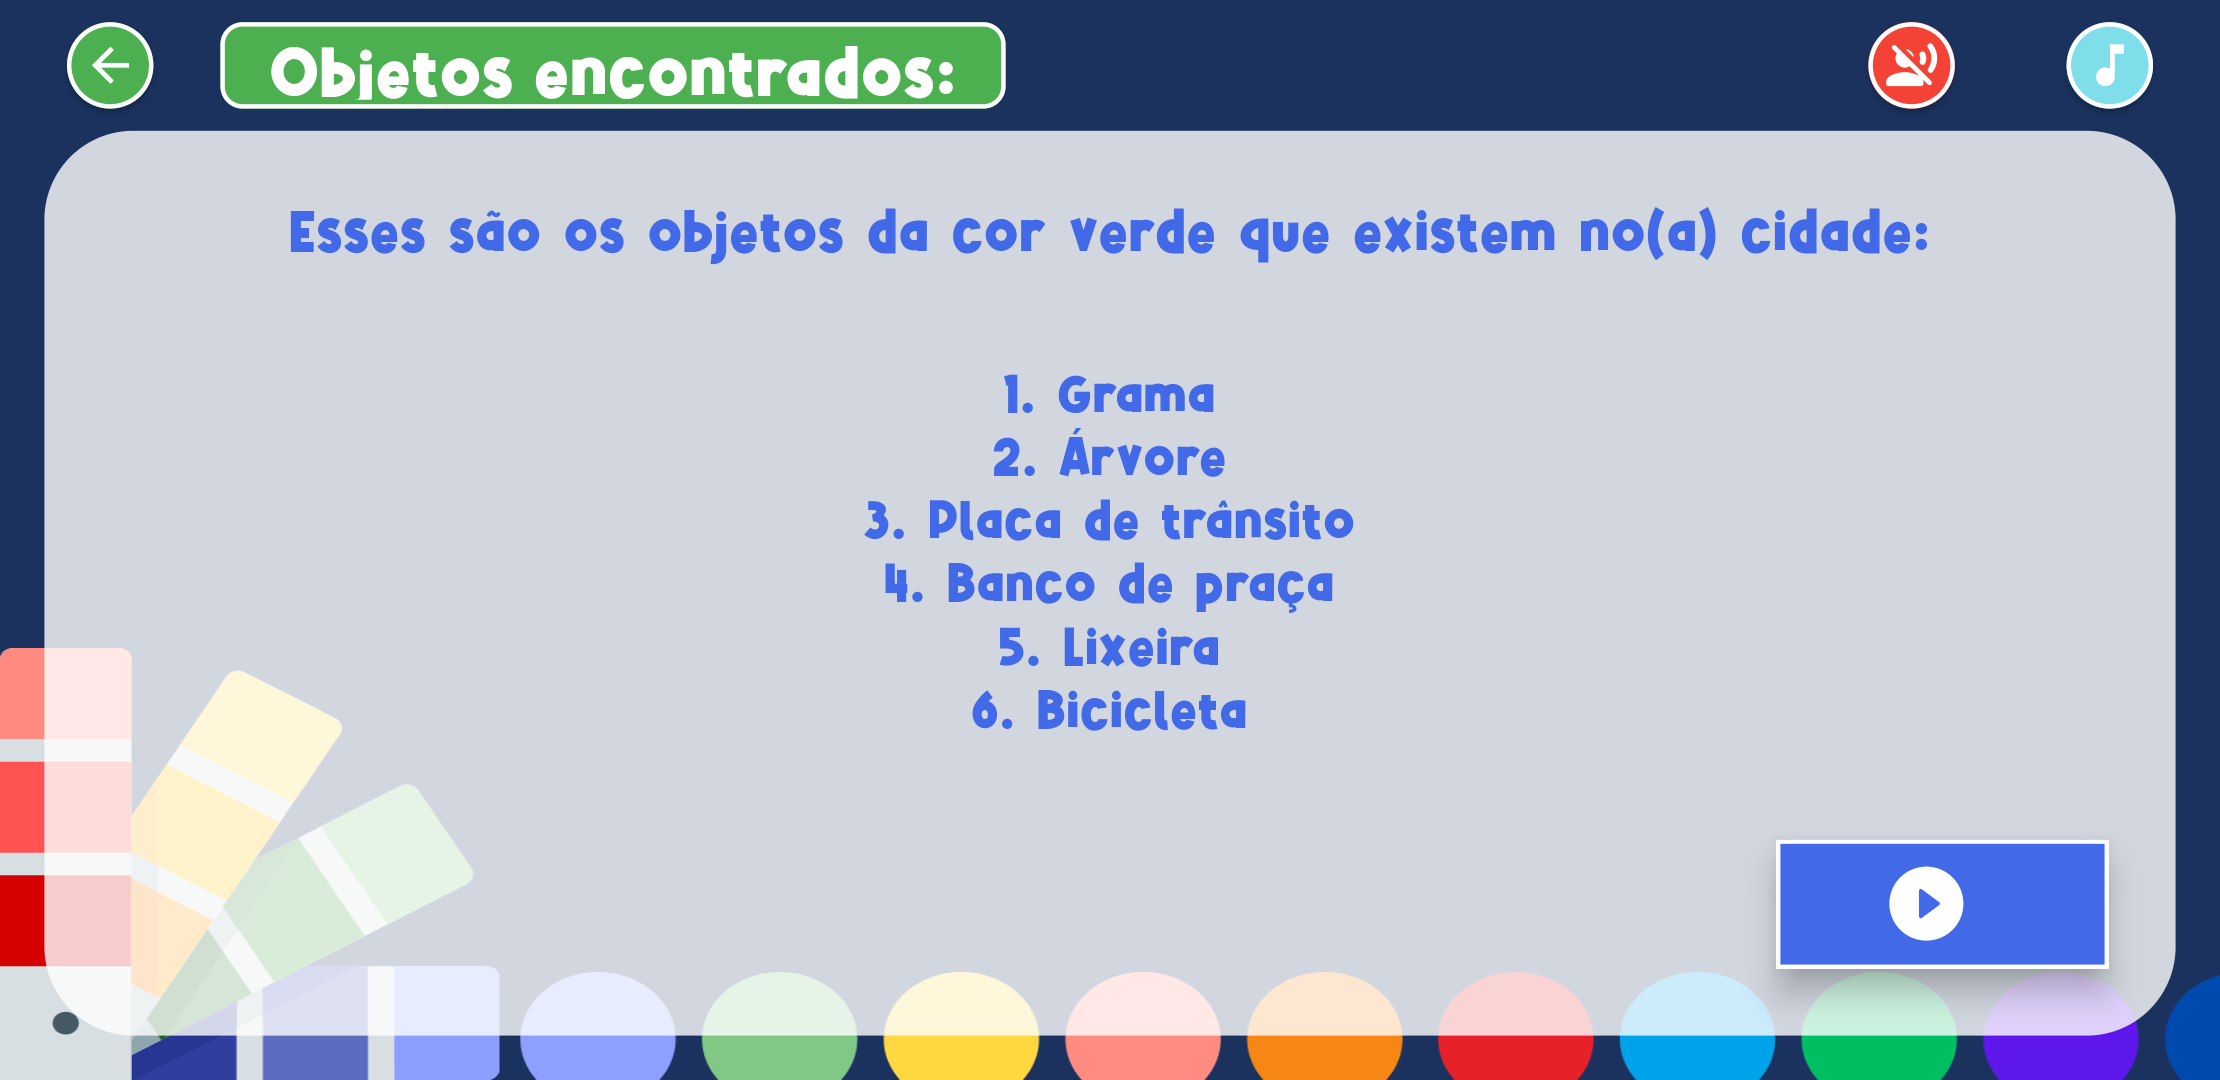 Objetos encontrados:
Esses são os objetos da cor verde que existem no(a) cidade:
1. Grama
2. Árvore
3. Placa de trânsito
4. Banco de praça
5. Lixeira
6. Bicicleta